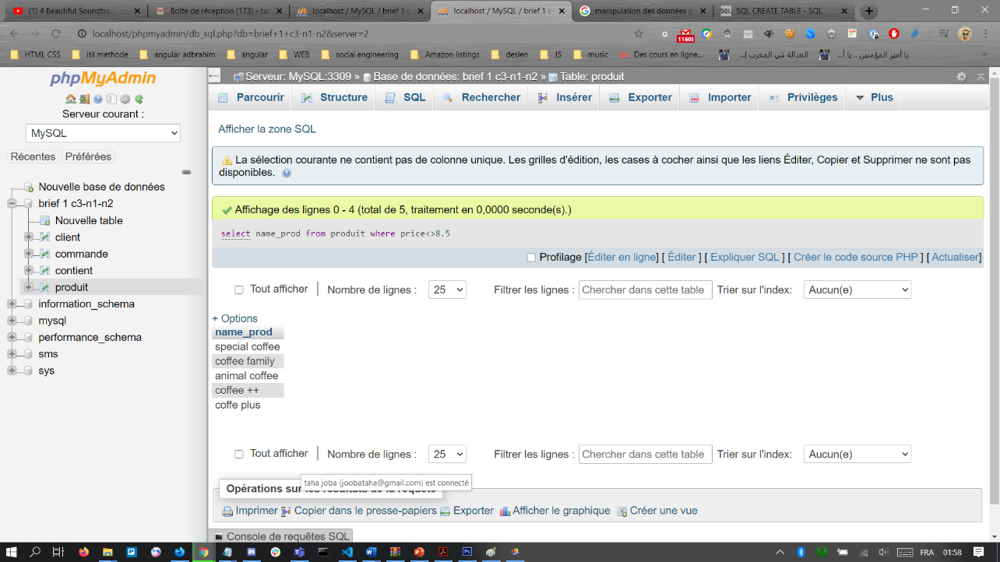 (1) 4 Beautiful Soundtrac
Boîte de réception (173) - tah
localhost / MySQL / brief 1 c
localhost / MySQL / brief 1 c
manipulation des données s
SQL CREATE TABLE - SQL
localhost/phpmyadmin/db_sql.php?db=brief+1+c3-n1-n2&server=2
11608
HTML CSS
itil methode
angular adbrahim
angular
WEB
social engineering
Amazon listings
desien
JS
music
Des cours en ligne...
العدالة في المغرب إ...
يا أمير المؤمنين .. يا أ...
phpMyAdmin
Serveur courant :
MySQL
Récentes
Préférées
Nouvelle base de données
brief 1 c3-n1-n2
Nouvelle table
client
commande
contient
produit
information_schema
mysql
performance_schema
sms
sys
Serveur: MySQL:3309 » Base de données: brief 1 c3-n1-n2 » Table: produit
Parcourir
Structure
SQL
Rechercher
Insérer
Exporter
Importer
Privilèges
Plus
Afficher la zone SQL
La sélection courante ne contient pas de colonne unique. Les grilles d'édition, les cases à cocher ainsi que les liens Éditer, Copier et Supprimer ne sont pas
disponibles.
Affichage des lignes 0 - 4 (total de 5, traitement en 0,0000 seconde(s).)
select name_prod from produit where price<>8.5
Profilage [Éditer en ligne] [ Éditer ] [ Expliquer SQL ] [ Créer le code source PHP ] [ Actualiser]
Tout afficher
Nombre de lignes :
25
Filtrer les lignes :
Chercher dans cette table
Trier sur l'index:
Aucun(e)
+ Options
name_prod
special coffee
coffee family
animal coffee
coffee ++
coffe plus
Tout afficher
Nombre de lignes :
25
Filtrer les lignes :
Chercher dans cette table
Trier sur l'index:
Aucun(e)
taha joba (joobataha@gmail.com) est connecté
Opérations sur les résultats de la requête
Imprimer
Copier dans le presse-papiers
Exporter
Afficher le graphique
Créer une vue
Console de requêtes SQL
FRA
01:58